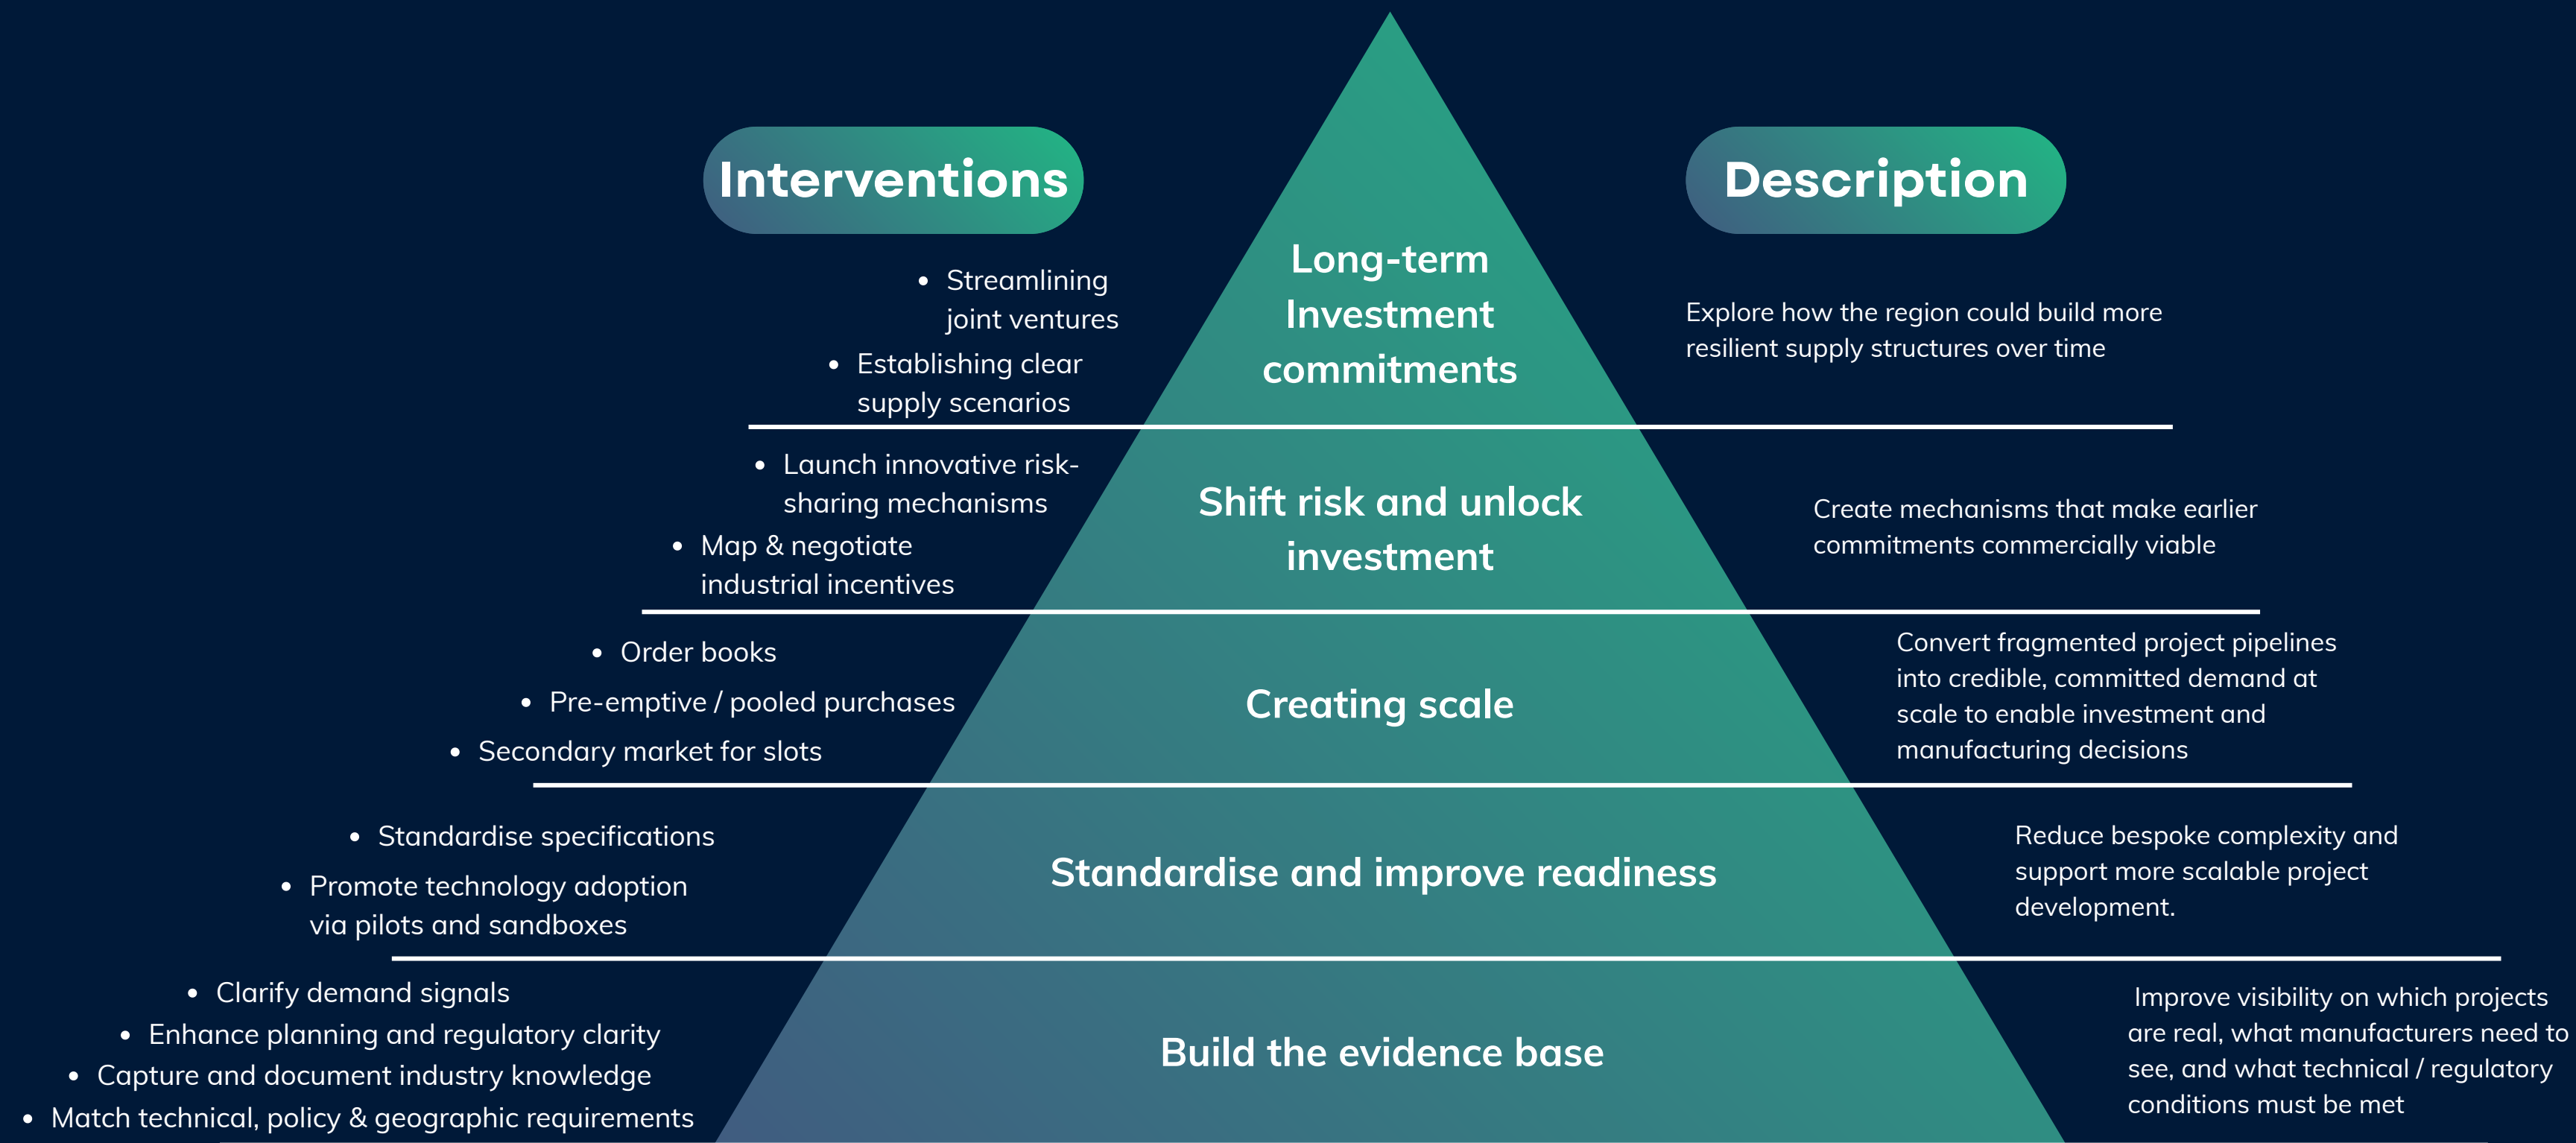 Interventions
Description
Long-term
Investment
commitments
• Streamlining
joint ventures
• Establishing clear
supply scenarios
Explore how the region could build more
resilient supply structures over time
Shift risk and unlock
investment
• Launch innovative risk-
sharing mechanisms
• Map & negotiate
industrial incentives
Create mechanisms that make earlier
commitments commercially viable
Creating scale
• Order books
• Pre-emptive / pooled purchases
• Secondary market for slots
Convert fragmented project pipelines
into credible, committed demand at
scale to enable investment and
manufacturing decisions
Standardise and improve readiness
• Standardise specifications
• Promote technology adoption
via pilots and sandboxes
Reduce bespoke complexity and
support more scalable project
development.
Build the evidence base
• Clarify demand signals
• Enhance planning and regulatory clarity
• Capture and document industry knowledge
• Match technical, policy & geographic requirements
Improve visibility on which projects
are real, what manufacturers need to
see, and what technical / regulatory
conditions must be met